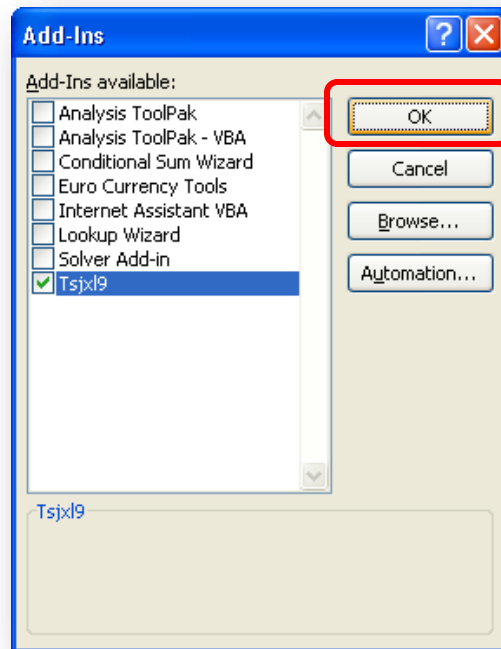 Add-Ins
?
Add-Ins available:
Analysis ToolPak
Analysis ToolPak - VBA
Conditional Sum Wizard
Euro Currency Tools
Internet Assistant VBA
Lookup Wizard
Solver Add-in
Tsjxl9
OK
Cancel
Browse...
Automation...
Tsjxl9